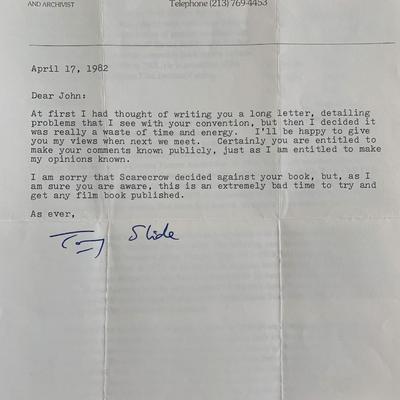 AND ARCHIVIST
Telephone (213) 769-4453
April 17, 1982
Dear John:
At first I had thought of writing you a long letter, detailing
problems that I see with your convention, but then I decided it
was really a waste of time and energy. I'll be happy to give
you my views when next we meet. Certainly you are entitled to
make your comments known publicly, just as I am entitled to make
my opinions known.
I am sorry that Scarecrow decided against your book, but, as I
am sure you are aware, this is an extremely bad time to try and
get any film book published.
As ever,
Tony Slide